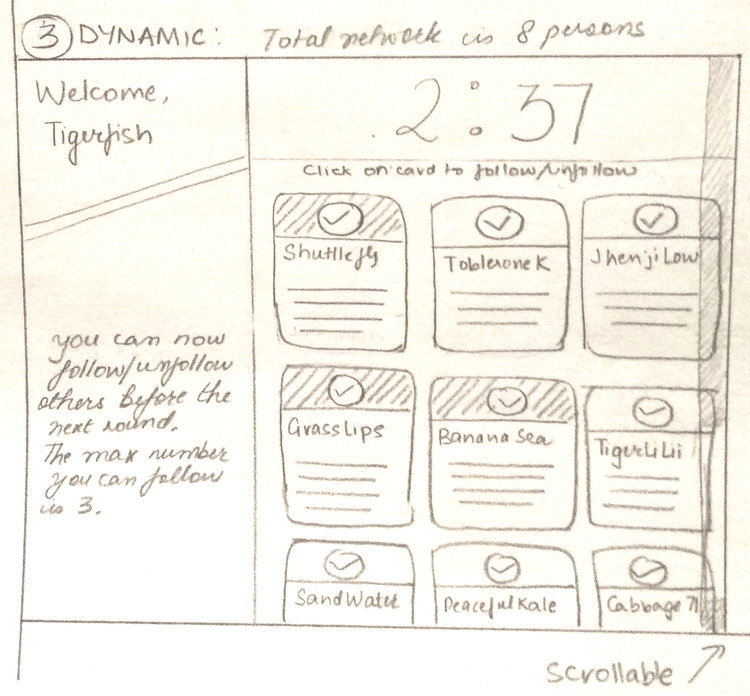 3 DYNAMIC: Total network is 8 persons
Welcome,
Tigerfish
2:37
Click on card to follow/unfollow
Shuttlefly
TobleroneK
JhenjiLow
you can now
follow/unfollow
others before the
next round.
The max number
you can follow
is 3.
GrassLips
Banana Sea
TigerLiLii
SandWater
PeacefulKale
Cabbage71
Scrollable